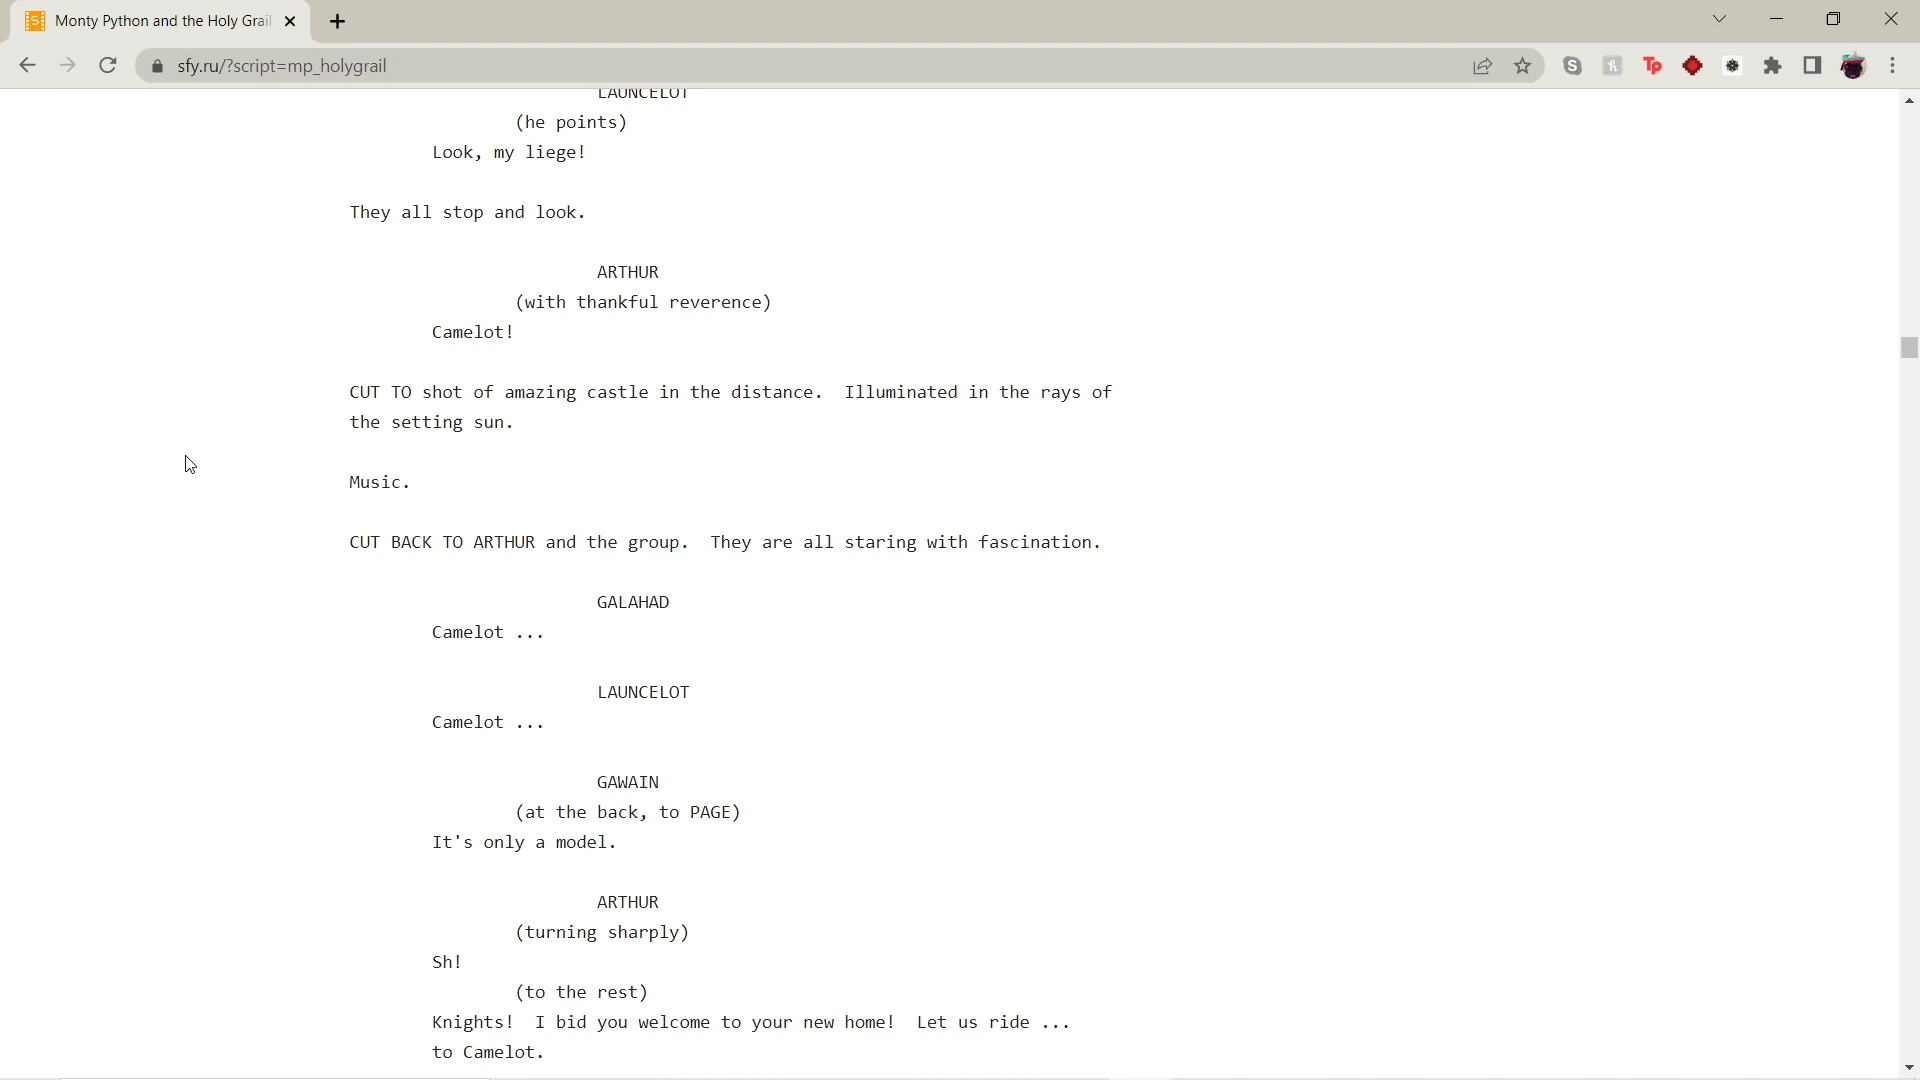 Monty Python and the Holy Grail
sfy.ru/?script=mp_holygrail
LAUNCELOT
(he points)
Look, my liege!
They all stop and look.
ARTHUR
(with thankful reverence)
Camelot!
CUT TO shot of amazing castle in the distance.  Illuminated in the rays of
the setting sun.
Music.
CUT BACK TO ARTHUR and the group.  They are all staring with fascination.
GALAHAD
Camelot ...
LAUNCELOT
Camelot ...
GAWAIN
(at the back, to PAGE)
It's only a model.
ARTHUR
(turning sharply)
Sh!
(to the rest)
Knights!  I bid you welcome to your new home!  Let us ride ...
to Camelot.